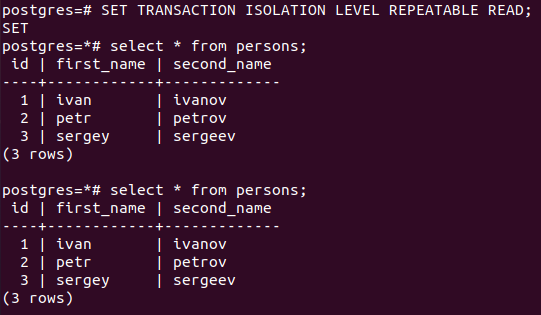 postgres=# SET TRANSACTION ISOLATION LEVEL REPEATABLE READ;
SET
postgres=*# select * from persons;
 id | first_name | second_name
----+------------+-------------
  1 | ivan       | ivanov
  2 | petr       | petrov
  3 | sergey     | sergeev
(3 rows)

postgres=*# select * from persons;
 id | first_name | second_name
----+------------+-------------
  1 | ivan       | ivanov
  2 | petr       | petrov
  3 | sergey     | sergeev
(3 rows)